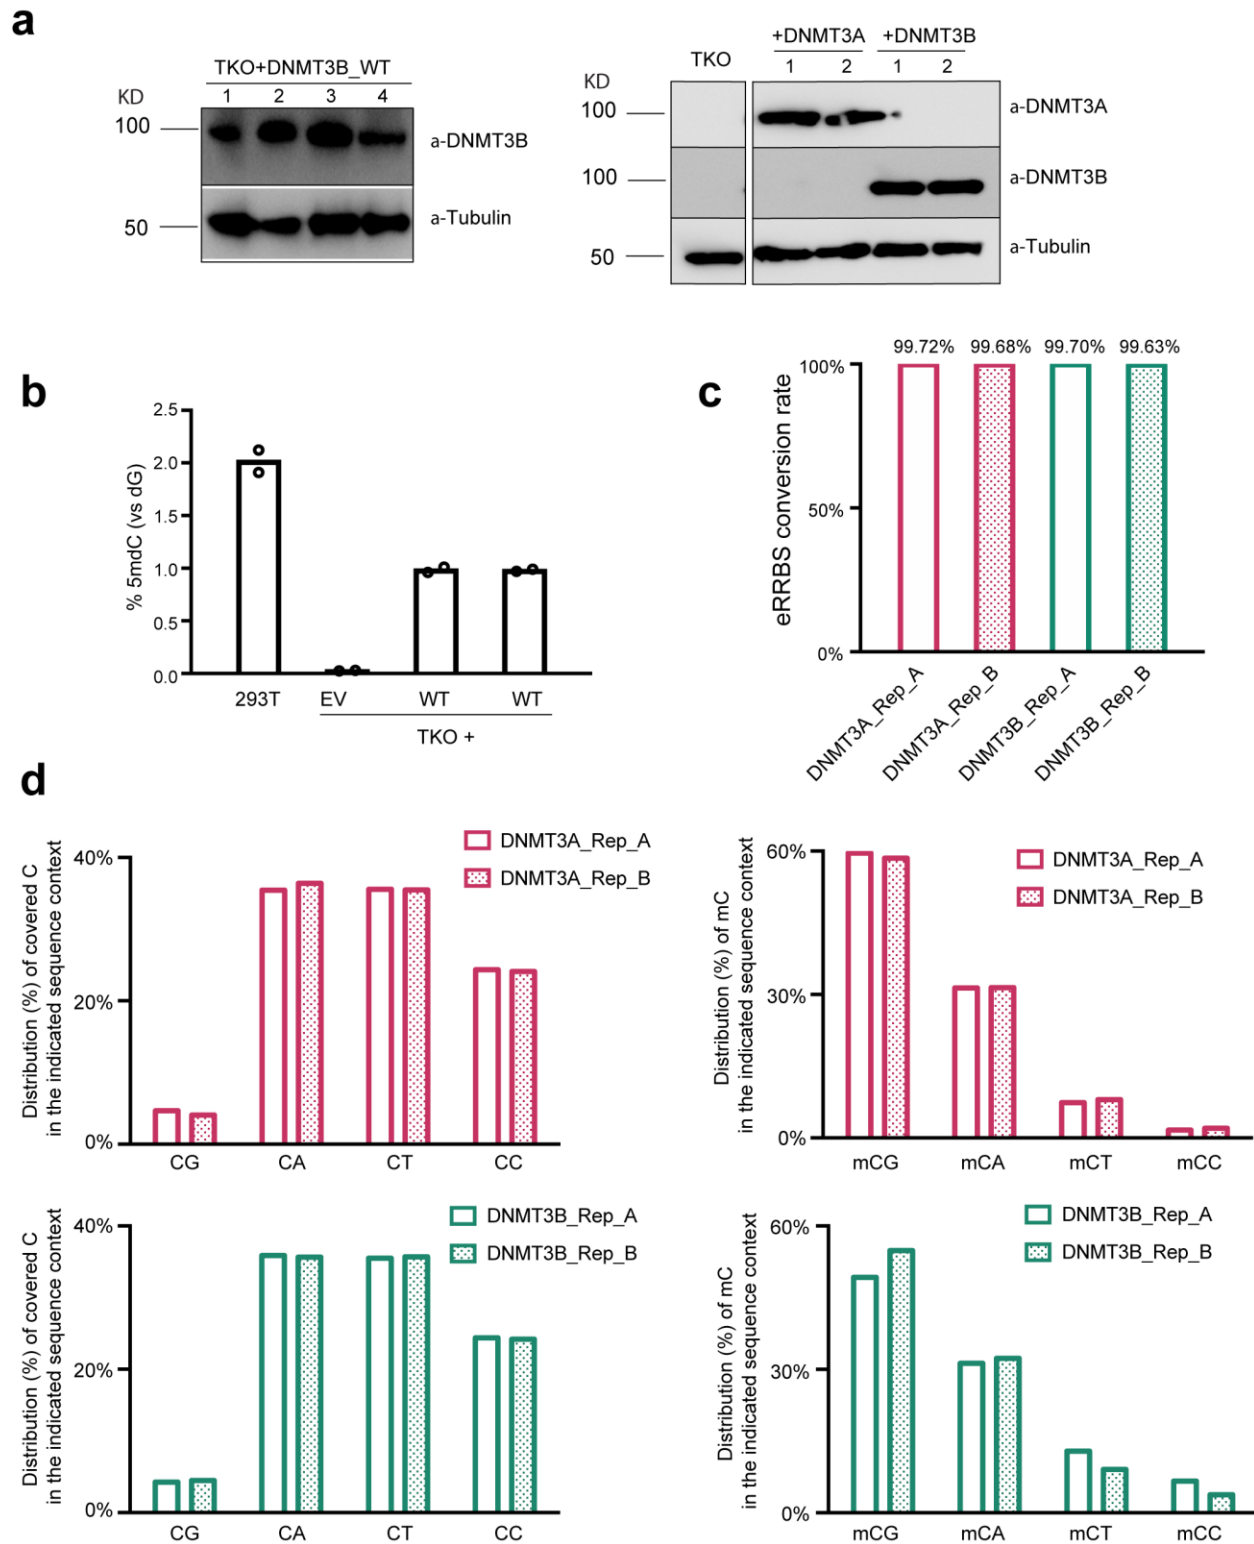 a
TKO+DNMT3B_WT
KD
1 2 3 4
100
a-DNMT3B
50
a-Tubulin
+DNMT3A +DNMT3B
TKO
1 2 1 2
KD
100
a-DNMT3A
100
a-DNMT3B
50
a-Tubulin
b
% 5mdC (vs dG)
2.5
2.0
1.5
1.0
0.5
0.0
293T EV WT WT
TKO +
c
eRRBS conversion rate
99.72% 99.68% 99.70% 99.63%
100%
50%
0%
DNMT3A_Rep_A
DNMT3A_Rep_B
DNMT3B_Rep_A
DNMT3B_Rep_B
d
Distribution (%) of covered C
in the indicated sequence context
DNMT3A_Rep_A
DNMT3A_Rep_B
40%
20%
0%
CG CA CT CC
Distribution (%) of mC
in the indicated sequence context
DNMT3A_Rep_A
DNMT3A_Rep_B
60%
30%
0%
mCG mCA mCT mCC
Distribution (%) of covered C
in the indicated sequence context
DNMT3B_Rep_A
DNMT3B_Rep_B
40%
20%
0%
CG CA CT CC
Distribution (%) of mC
in the indicated sequence context
DNMT3B_Rep_A
DNMT3B_Rep_B
60%
30%
0%
mCG mCA mCT mCC